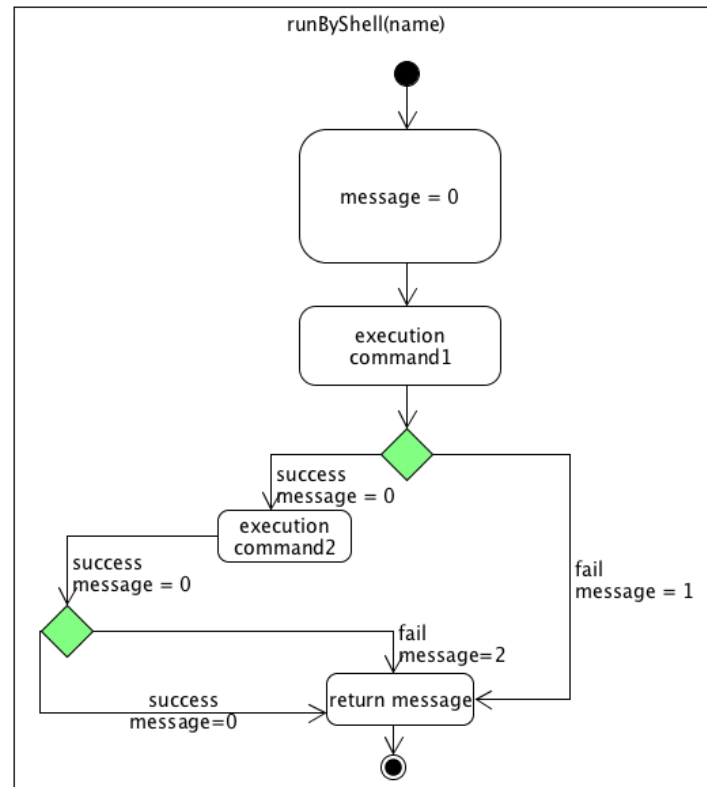 runByShell(name)
message = 0
execution
command1
success
message = 0
execution
command2
success
message = 0
fail
message = 1
fail
message=2
return message
success
message=0